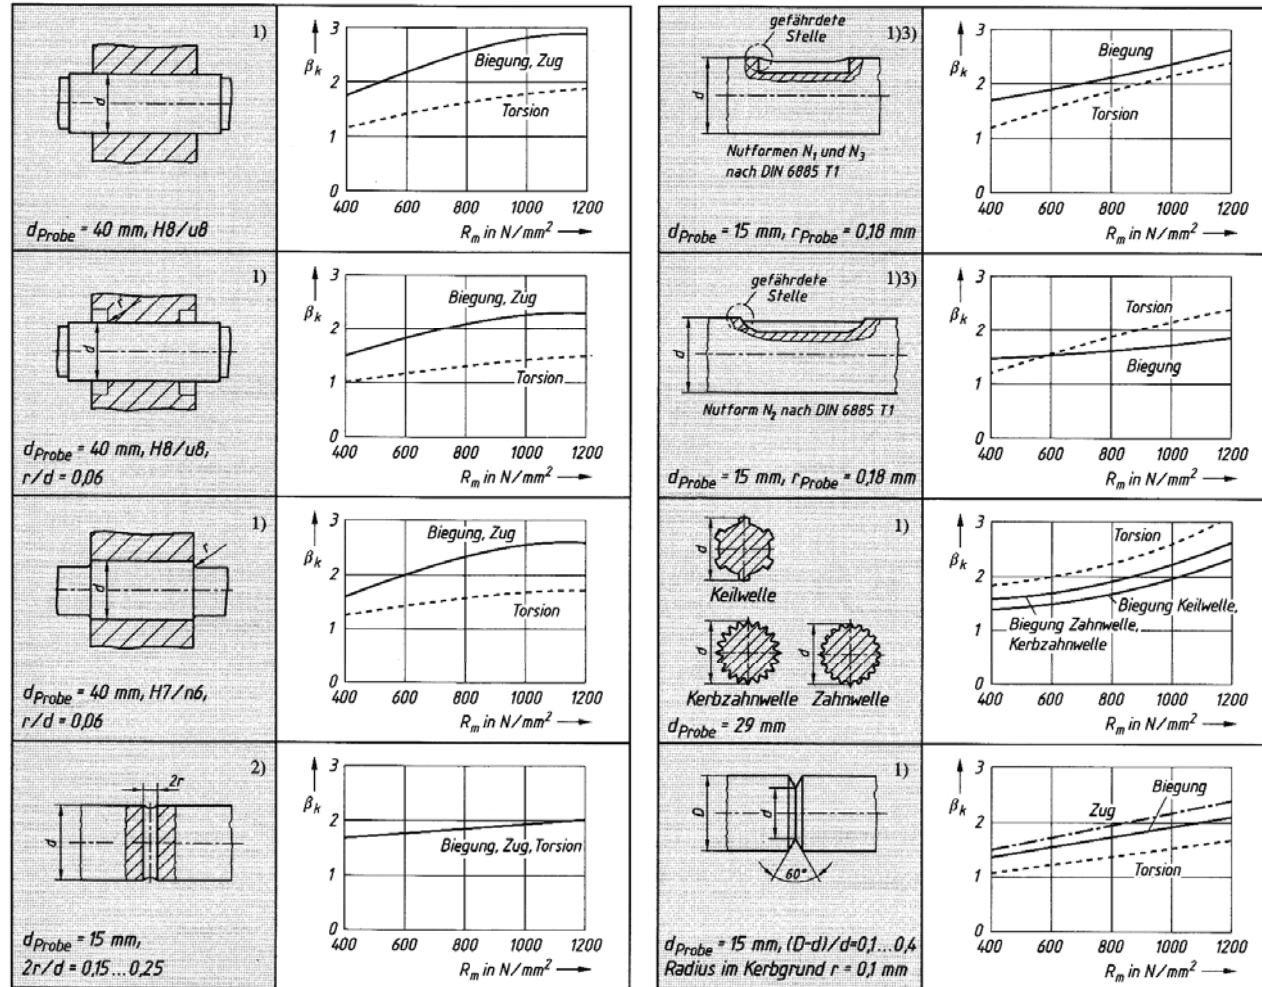 1)
d
d_Probe = 40 mm, H8/u8
3
β_k
2
1
0
Biegung, Zug
Torsion
400 600 800 1000 1200
R_m in N/mm²
1)
r
d
d_Probe = 40 mm, H8/u8,
r/d = 0,06
3
β_k
2
1
0
Biegung, Zug
Torsion
400 600 800 1000 1200
R_m in N/mm²
1)
r
d
d_Probe = 40 mm, H7/n6,
r/d = 0,06
3
β_k
2
1
0
Biegung, Zug
Torsion
400 600 800 1000 1200
R_m in N/mm²
2)
2r
d
d_Probe = 15 mm,
2r/d = 0,15...0,25
3
β_k
2
1
0
Biegung, Zug, Torsion
400 600 800 1000 1200
R_m in N/mm²
1)3)
gefährdete
Stelle
d
Nutformen N₁ und N₃
nach DIN 6885 T1
d_Probe = 15 mm, r_Probe = 0,18 mm
3
β_k
2
1
0
Biegung
Torsion
400 600 800 1000 1200
R_m in N/mm²
1)3)
gefährdete
Stelle
d
Nutform N₂ nach DIN 6885 T1
d_Probe = 15 mm, r_Probe = 0,18 mm
3
β_k
2
1
0
Torsion
Biegung
400 600 800 1000 1200
R_m in N/mm²
1)
d
Keilwelle
d
d
Kerbzahnwelle Zahnwelle
d_Probe = 29 mm
3
β_k
2
1
0
Torsion
Biegung Keilwelle,
Biegung Zahnwelle,
Kerbzahnwelle
400 600 800 1000 1200
R_m in N/mm²
1)
D
d
60°
d_Probe = 15 mm, (D-d)/d=0,1...0,4
Radius im Kerbgrund r = 0,1 mm
3
β_k
2
1
0
Zug
Biegung
Torsion
400 600 800 1000 1200
R_m in N/mm²